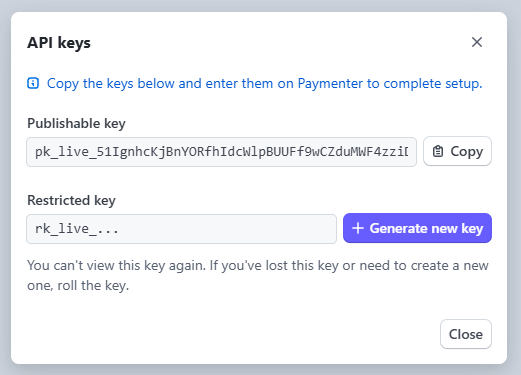 API keys
Copy the keys below and enter them on Paymenter to complete setup.
Publishable key
pk_live_51IgnhcKjBnYORfhIdcWlpBUUFf9wCZduMWF4zziD
Copy
Restricted key
rk_live_...
Generate new key
You can't view this key again. If you've lost this key or need to create a new
one, roll the key.
Close